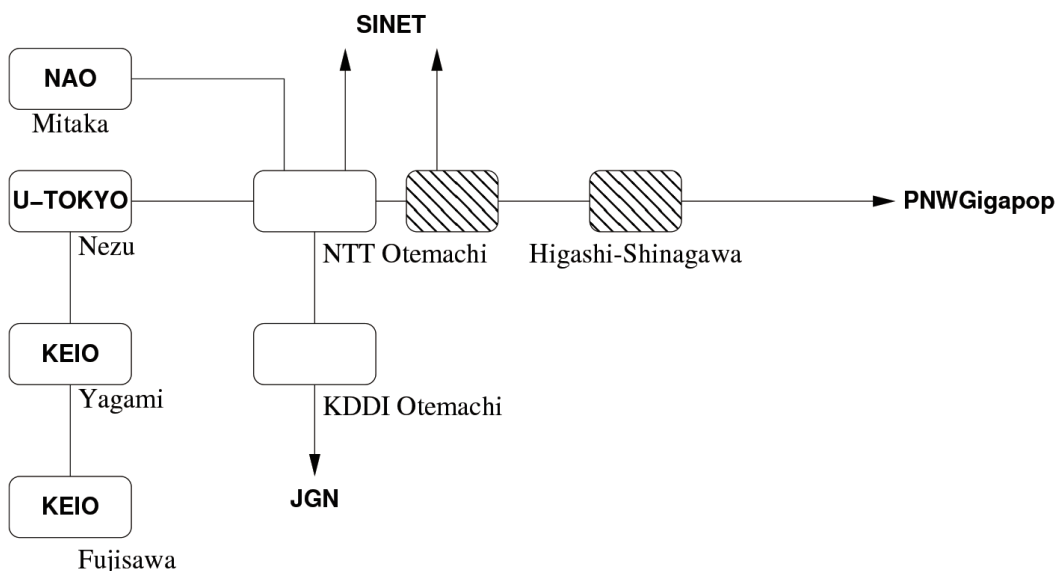 SINET
NAO
Mitaka
U–TOKYO
PNWGigapop
Nezu
NTT Otemachi
Higashi-Shinagawa
KEIO
Yagami
KDDI Otemachi
JGN
KEIO
Fujisawa